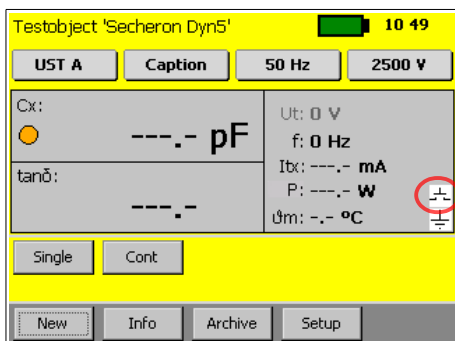 Testobject 'Secheron Dyn5' 10 49
UST A Caption 50 Hz 2500 V
Cx:
---.- pF
tanδ:
---.-
Ut: 0 V
f: 0 Hz
Itx: ---.- mA
P: ---.- W
ϑm: -.- ºC
Single Cont
New Info Archive Setup